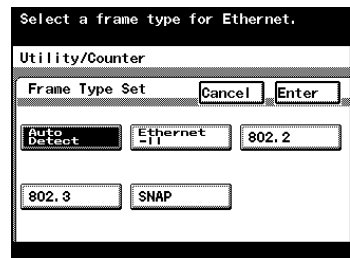 Select a frame type for Ethernet.
Utility/Counter
Frame Type Set
Cancel
Enter
Auto
Detect
Ethernet
-II
802.2
802.3
SNAP